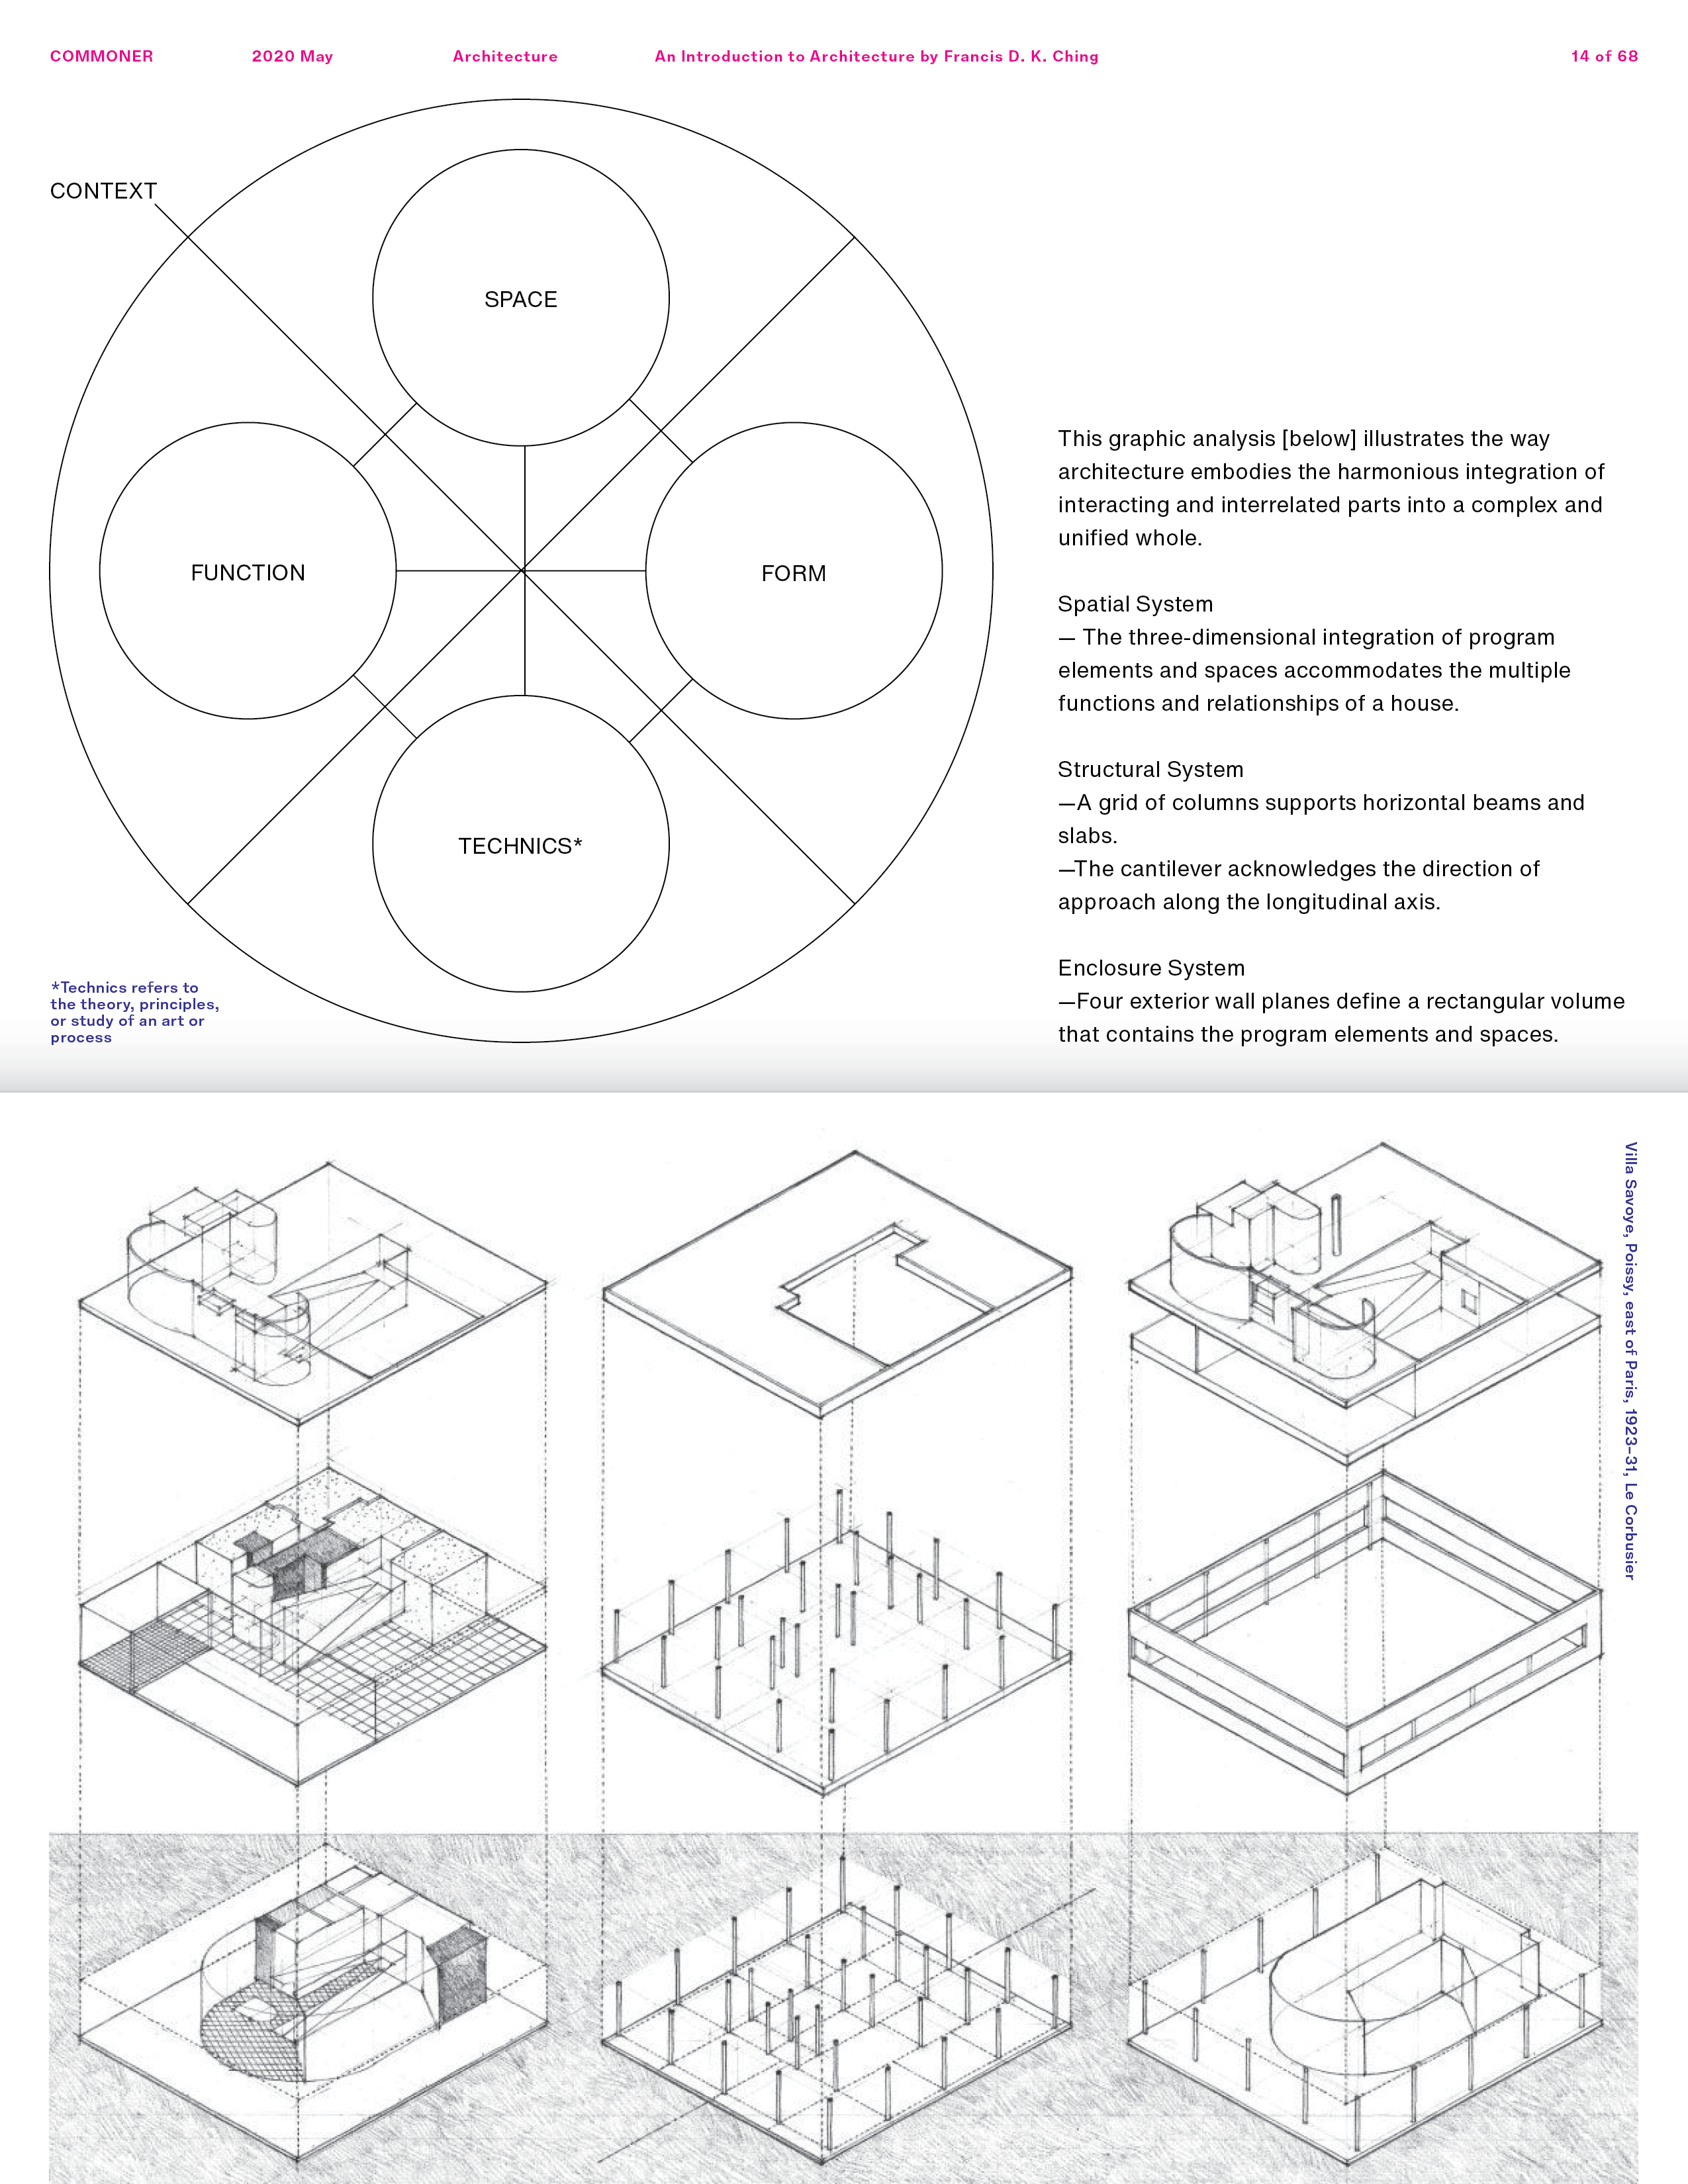 COMMONER 2020 May Architecture An Introduction to Architecture by Francis D. K. Ching 14 of 68
CONTEXT
SPACE
FUNCTION
FORM
TECHNICS*
*Technics refers to
the theory, principles,
or study of an art or
process
This graphic analysis [below] illustrates the way
architecture embodies the harmonious integration of
interacting and interrelated parts into a complex and
unified whole.
Spatial System
— The three-dimensional integration of program
elements and spaces accommodates the multiple
functions and relationships of a house.
Structural System
—A grid of columns supports horizontal beams and
slabs.
—The cantilever acknowledges the direction of
approach along the longitudinal axis.
Enclosure System
—Four exterior wall planes define a rectangular volume
that contains the program elements and spaces.
Villa Savoye, Poissy, east of Paris, 1923–31, Le Corbusier